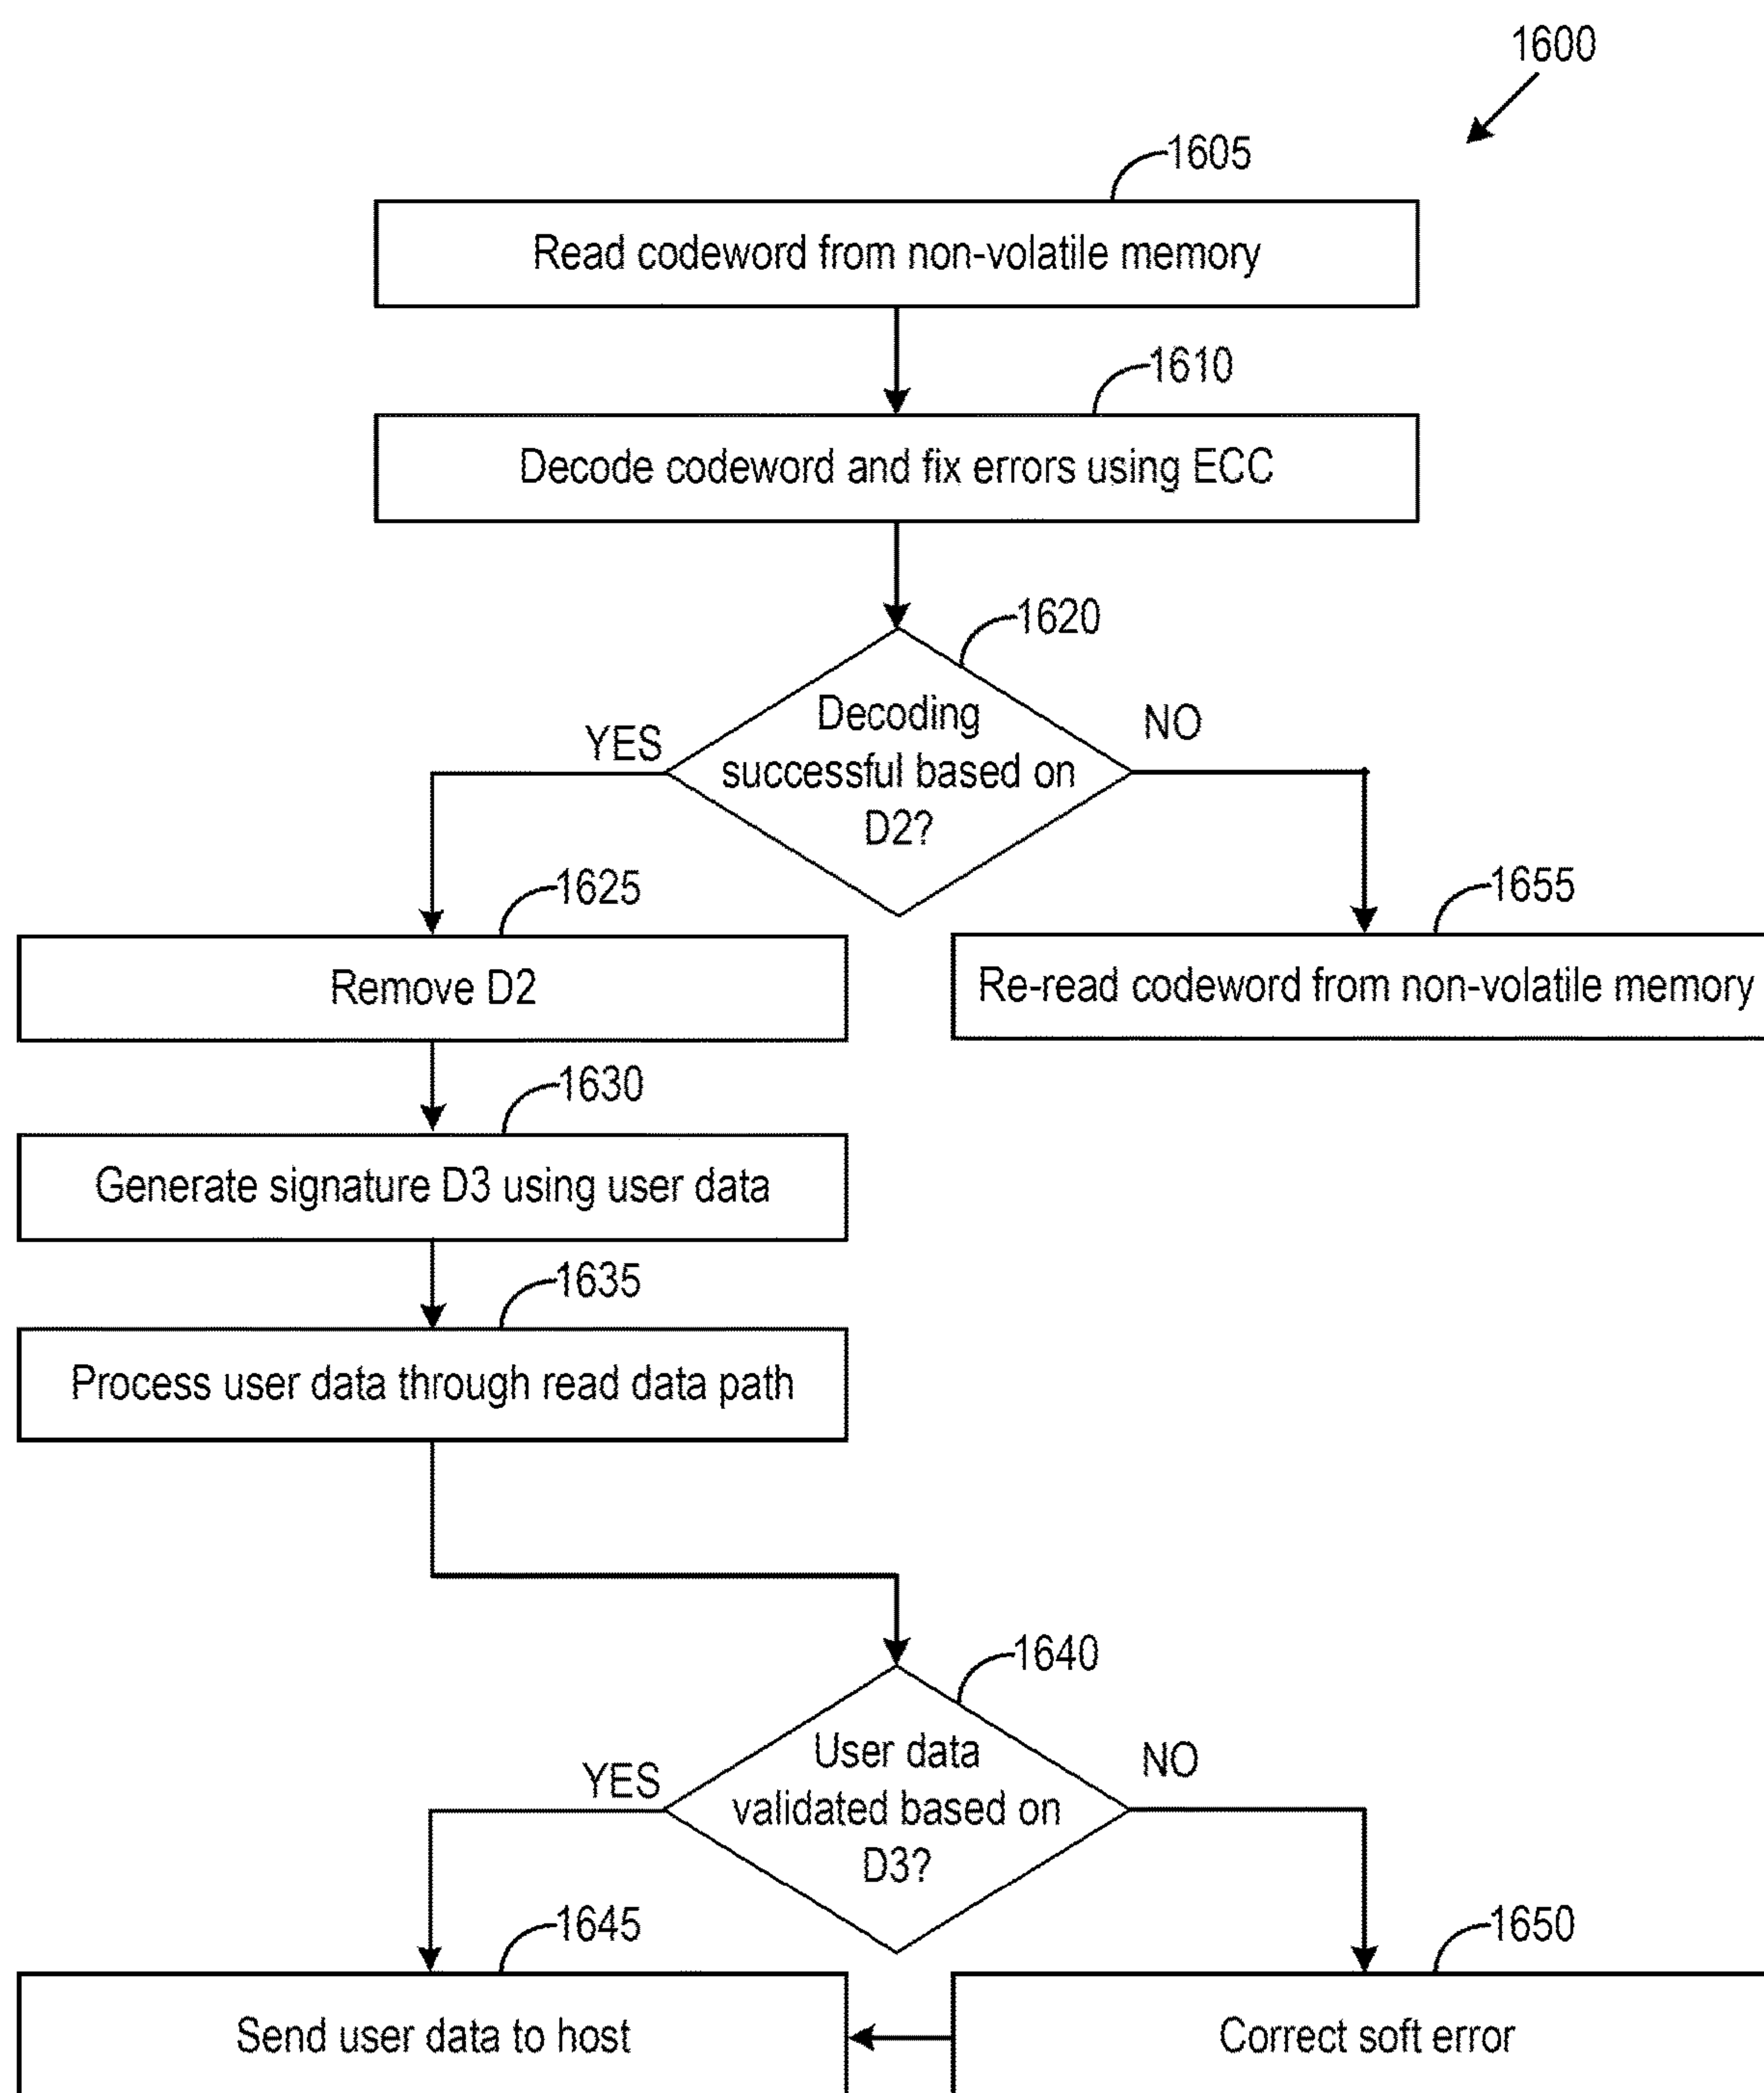 1600
1605
Read codeword from non-volatile memory
1610
Decode codeword and fix errors using ECC
1620
Decoding
successful based on
D2?
YES
NO
1625
Remove D2
1655
Re-read codeword from non-volatile memory
1630
Generate signature D3 using user data
1635
Process user data through read data path
1640
User data
validated based on
D3?
YES
NO
1645
Send user data to host
1650
Correct soft error